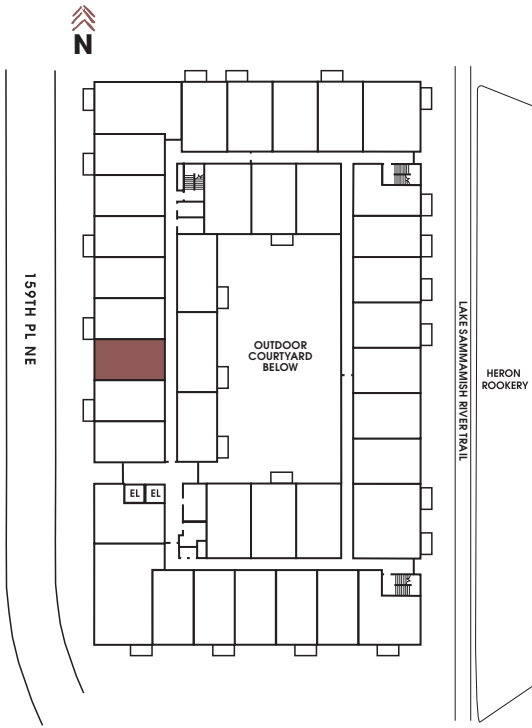 N
159TH PL NE
OUTDOOR
COURTYARD
BELOW
LAKE SAMMAMISH RIVER TRAIL
HERON
ROOKERY
EL EL